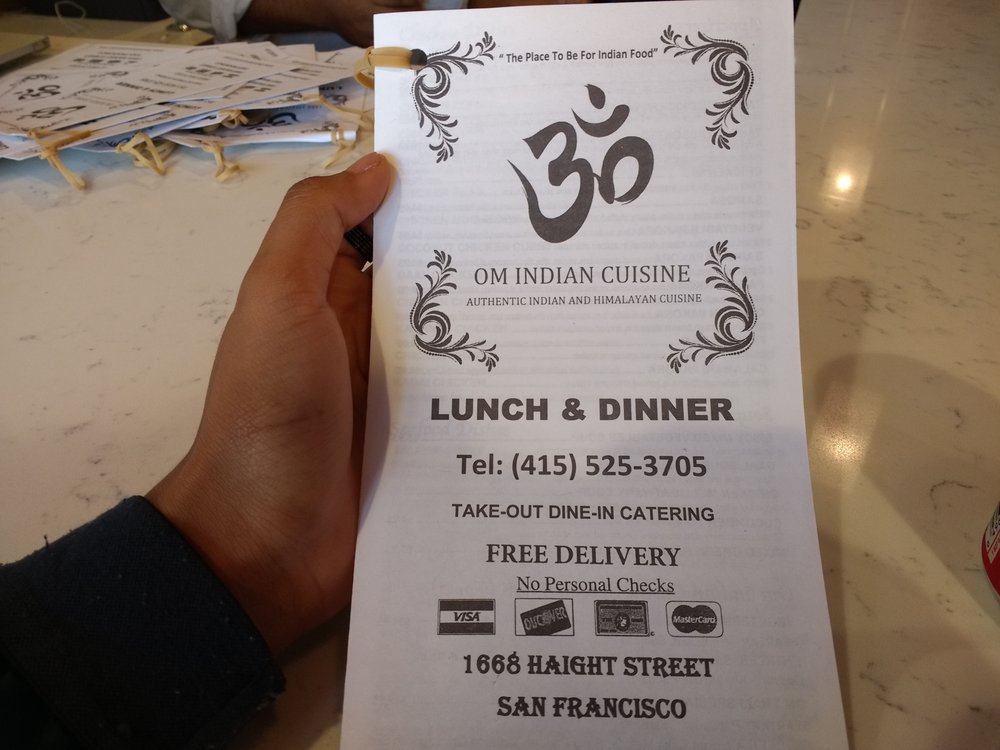 " The Place To Be For Indian Food"
ॐ
OM INDIAN CUISINE
AUTHENTIC INDIAN AND HIMALAYAN CUISINE
LUNCH & DINNER
Tel: (415) 525-3705
TAKE-OUT DINE-IN CATERING
FREE DELIVERY
No Personal Checks
VISA DISCOVER MasterCard
1668 HAIGHT STREET
SAN FRANCISCO